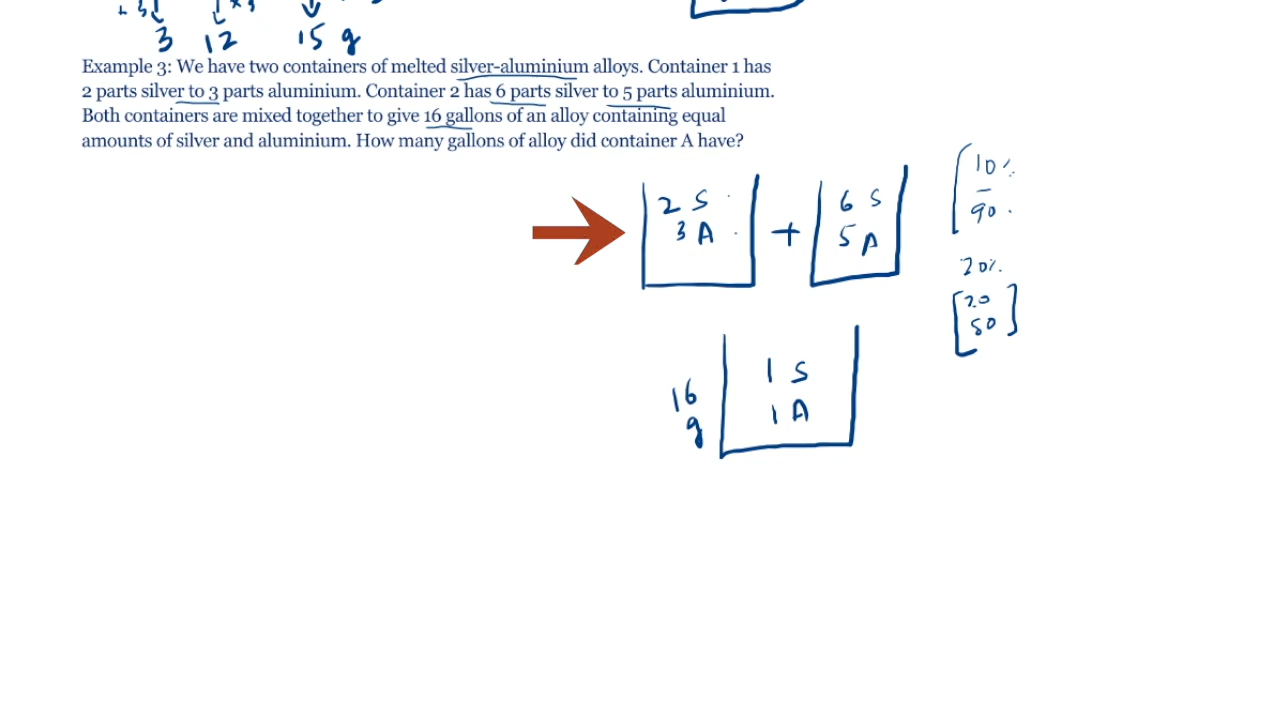 3 12 15 g
Example 3: We have two containers of melted silver-aluminium alloys. Container 1 has
2 parts silver to 3 parts aluminium. Container 2 has 6 parts silver to 5 parts aluminium.
Both containers are mixed together to give 16 gallons of an alloy containing equal
amounts of silver and aluminium. How many gallons of alloy did container A have?
2 S
3 A
+
6 S
5 A
10%
90
20%
20
50
16
g
1 S
1 A